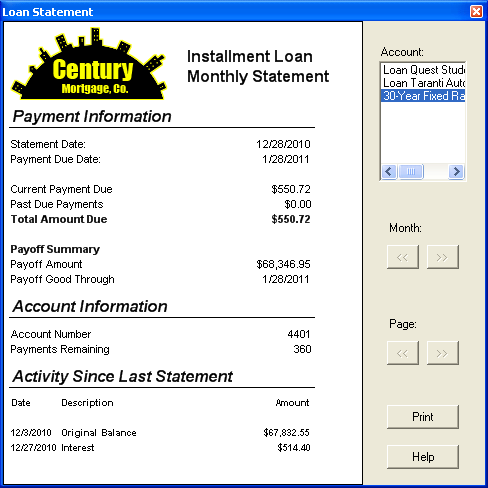 Loan Statement
Century
Mortgage, Co.
Installment Loan
Monthly Statement
Payment Information
Statement Date: 12/28/2010
Payment Due Date: 1/28/2011
Current Payment Due $550.72
Past Due Payments $0.00
Total Amount Due $550.72
Payoff Summary
Payoff Amount $68,346.95
Payoff Good Through 1/28/2011
Account Information
Account Number 4401
Payments Remaining 360
Activity Since Last Statement
Date Description Amount
12/3/2010 Original Balance $67,832.55
12/27/2010 Interest $514.40
Account:
Loan Quest Stude
Loan Taranti Auto
30-Year Fixed Ra
Month:
<< >>
Page:
<< >>
Print
Help